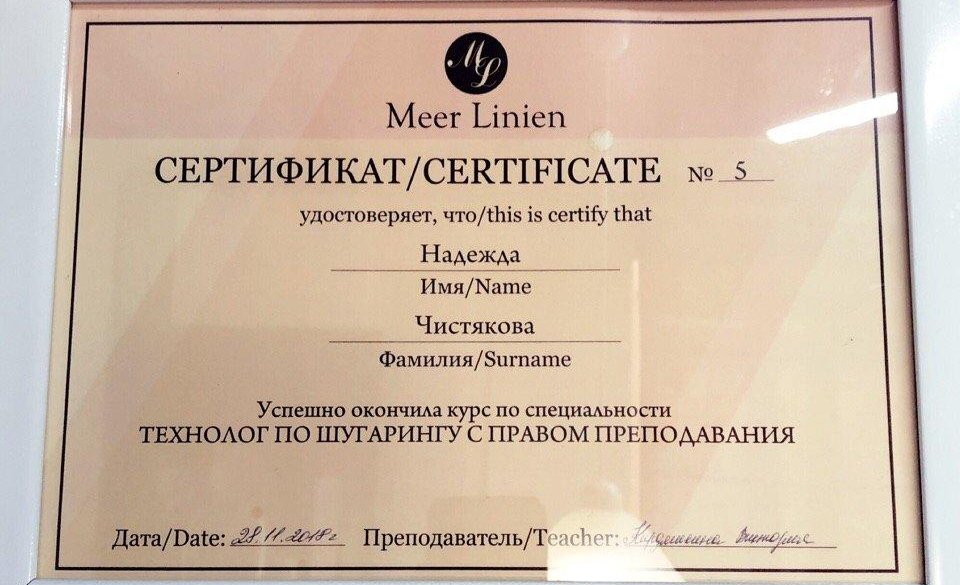 ML
Meer Linien
СЕРТИФИКАТ/CERTIFICATE № 5
удостоверяет, что/this is certify that
Надежда
Имя/Name
Чистякова
Фамилия/Surname
Успешно окончила курс по специальности
ТЕХНОЛОГ ПО ШУГАРИНГУ С ПРАВОМ ПРЕПОДАВАНИЯ
Дата/Date: 28.11.2018г Преподаватель/Teacher: